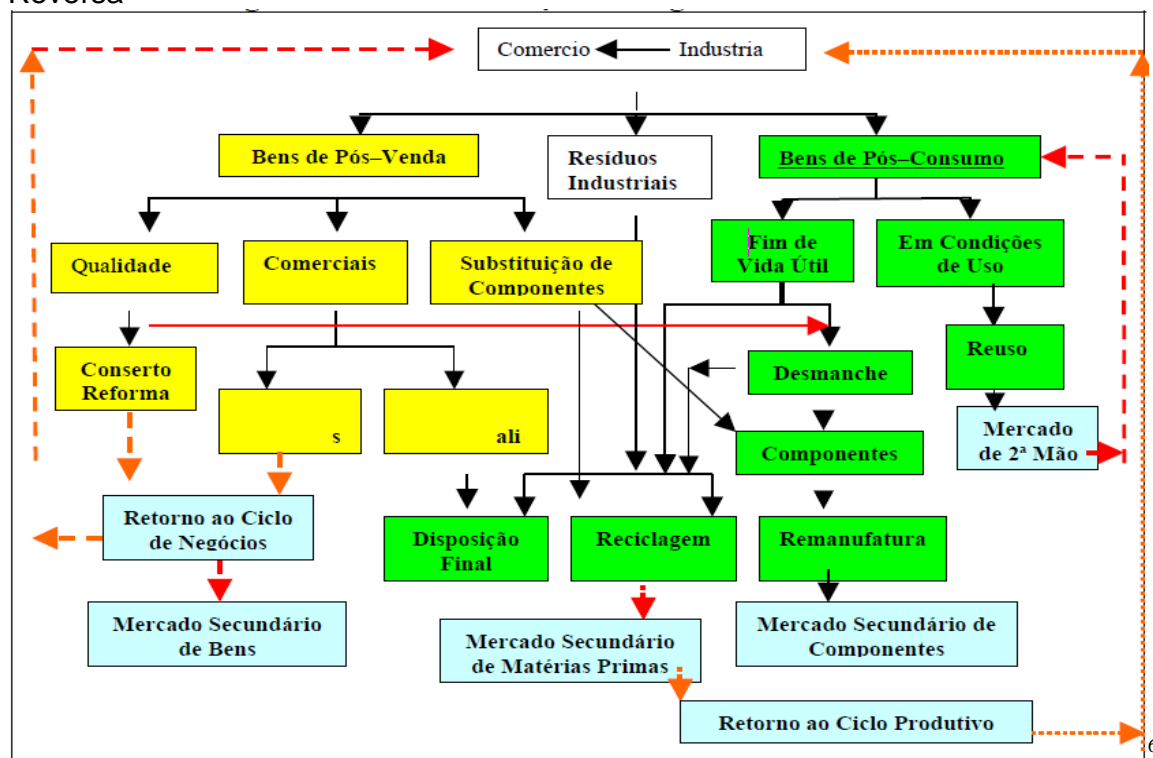 Reversa
Comercio
Industria
Bens de Pós–Venda
Resíduos
Industriais
Bens de Pós–Consumo
Qualidade
Comerciais
Substituição de
Componentes
Fim de
Vida Útil
Em Condições
de Uso
Conserto
Reforma
s
ali
Desmanche
Reuso
Componentes
Mercado
de 2ª Mão
Retorno ao Ciclo
de Negócios
Disposição
Final
Reciclagem
Remanufatura
Mercado Secundário
de Bens
Mercado Secundário
de Matérias Primas
Mercado Secundário de
Componentes
Retorno ao Ciclo Produtivo
6